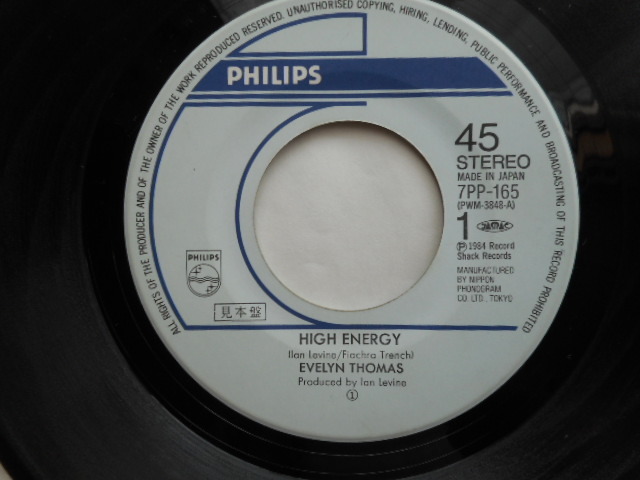 ALL RIGHTS OF THE PRODUCER AND OF THE OWNER OF THE WORK REPRODUCED RESERVED. UNAUTHORISED COPYING, HIRING, LENDING, PUBLIC PERFORMANCE AND BROADCASTING OF THIS RECORD PROHIBITED
PHILIPS
45
STEREO
MADE IN JAPAN
7PP-165
(PWM-3848-A)
1
Ⓟ 1984 Record
Shack Records
MANUFACTURED
BY NIPPON
PHONOGRAM
CO. LTD., TOKYO
PHILIPS
見本盤
HIGH ENERGY
(Ian Levine/Fiachra Trench)
EVELYN THOMAS
Produced by Ian Levine
①